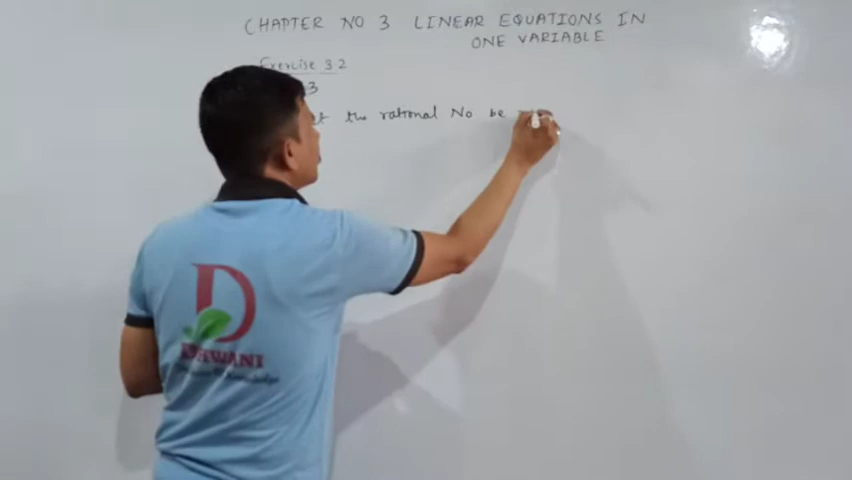 CHAPTER NO 3 LINEAR EQUATIONS IN
ONE VARIABLE
Exercise 3.2
3
the rational No be
D